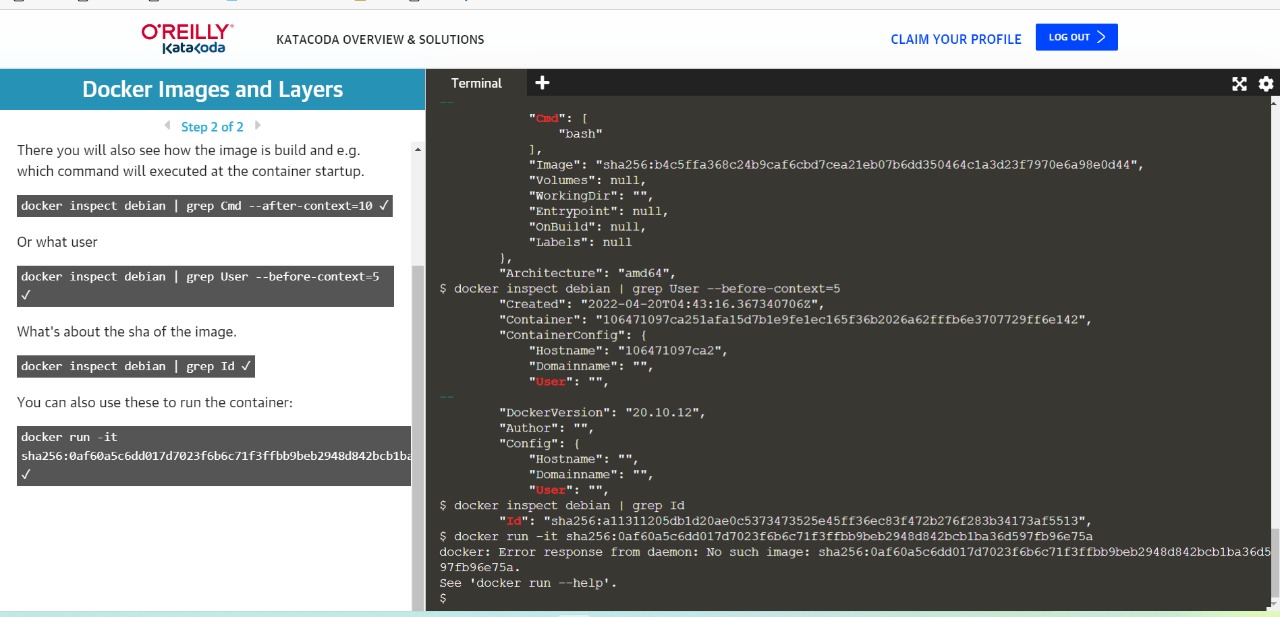 O'REILLY
Katacoda
KATACODA OVERVIEW & SOLUTIONS
CLAIM YOUR PROFILE
LOG OUT
Docker Images and Layers
Step 2 of 2
There you will also see how the image is build and e.g.
which command will executed at the container startup.
docker inspect debian | grep Cmd --after-context=10 ✓
Or what user
docker inspect debian | grep User --before-context=5
✓
What's about the sha of the image.
docker inspect debian | grep Id ✓
You can also use these to run the container:
docker run -it
sha256:0af60a5c6dd017d7023f6b6c71f3ffbb9beb2948d842bcb1ba
✓
Terminal
--
"Cmd": [
"bash"
],
"Image": "sha256:b4c5ffa368c24b9caf6cbd7cea21eb07b6dd350464c1a3d23f7970e6a98e0d44",
"Volumes": null,
"WorkingDir": "",
"Entrypoint": null,
"OnBuild": null,
"Labels": null
},
"Architecture": "amd64",
$ docker inspect debian | grep User --before-context=5
"Created": "2022-04-20T04:43:16.367340706Z",
"Container": "106471097ca251afa15d7b1e9fe1ec165f36b2026a62fffb6e3707729ff6e142",
"ContainerConfig": {
"Hostname": "106471097ca2",
"Domainname": "",
"User": "",
--
"DockerVersion": "20.10.12",
"Author": "",
"Config": {
"Hostname": "",
"Domainname": "",
"User": "",
$ docker inspect debian | grep Id
"Id": "sha256:a11311205db1d20ae0c5373473525e45ff36ec83f472b276f283b34173af5513",
$ docker run -it sha256:0af60a5c6dd017d7023f6b6c71f3ffbb9beb2948d842bcb1ba36d597fb96e75a
docker: Error response from daemon: No such image: sha256:0af60a5c6dd017d7023f6b6c71f3ffbb9beb2948d842bcb1ba36d5
97fb96e75a.
See 'docker run --help'.
$